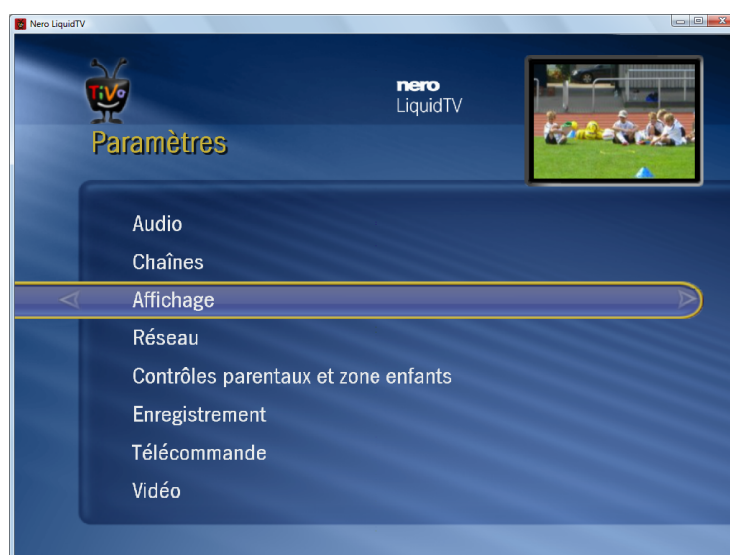 Nero LiquidTV
TiVo
nero
LiquidTV
Paramètres
Audio
Chaînes
Affichage
Réseau
Contrôles parentaux et zone enfants
Enregistrement
Télécommande
Vidéo